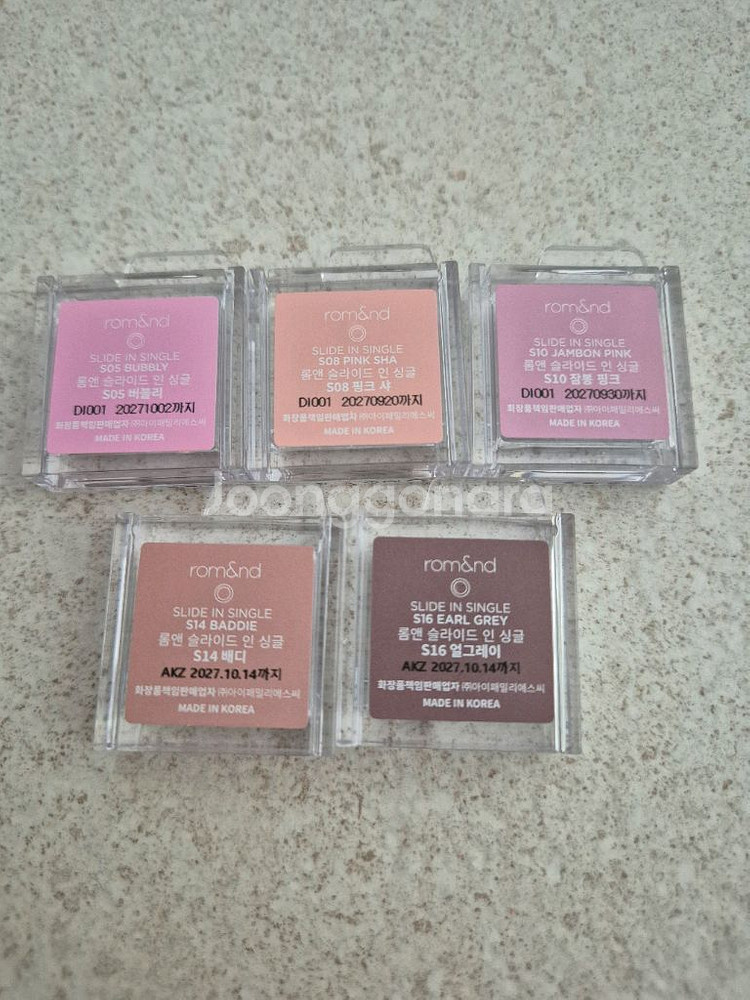 rom&nd
SLIDE IN SINGLE
S05 BUBBLY
롬앤 슬라이드 인 싱글
S05 버블리
DI001 20271002까지
화장품책임판매업자 ㈜아이패밀리에스씨
MADE IN KOREA
rom&nd
SLIDE IN SINGLE
S08 PINK SHA
롬앤 슬라이드 인 싱글
S08 핑크 샤
DI001 20270920까지
화장품책임판매업자 ㈜아이패밀리에스씨
MADE IN KOREA
rom&nd
SLIDE IN SINGLE
S10 JAMBON PINK
롬앤 슬라이드 인 싱글
S10 잠봉 핑크
DI001 20270930까지
화장품책임판매업자 ㈜아이패밀리에스씨
MADE IN KOREA
Joonggonara
rom&nd
SLIDE IN SINGLE
S14 BADDIE
롬앤 슬라이드 인 싱글
S14 배디
AKZ 2027.10.14까지
화장품책임판매업자 ㈜아이패밀리에스씨
MADE IN KOREA
rom&nd
SLIDE IN SINGLE
S16 EARL GREY
롬앤 슬라이드 인 싱글
S16 얼그레이
AKZ 2027.10.14까지
화장품책임판매업자 ㈜아이패밀리에스씨
MADE IN KOREA